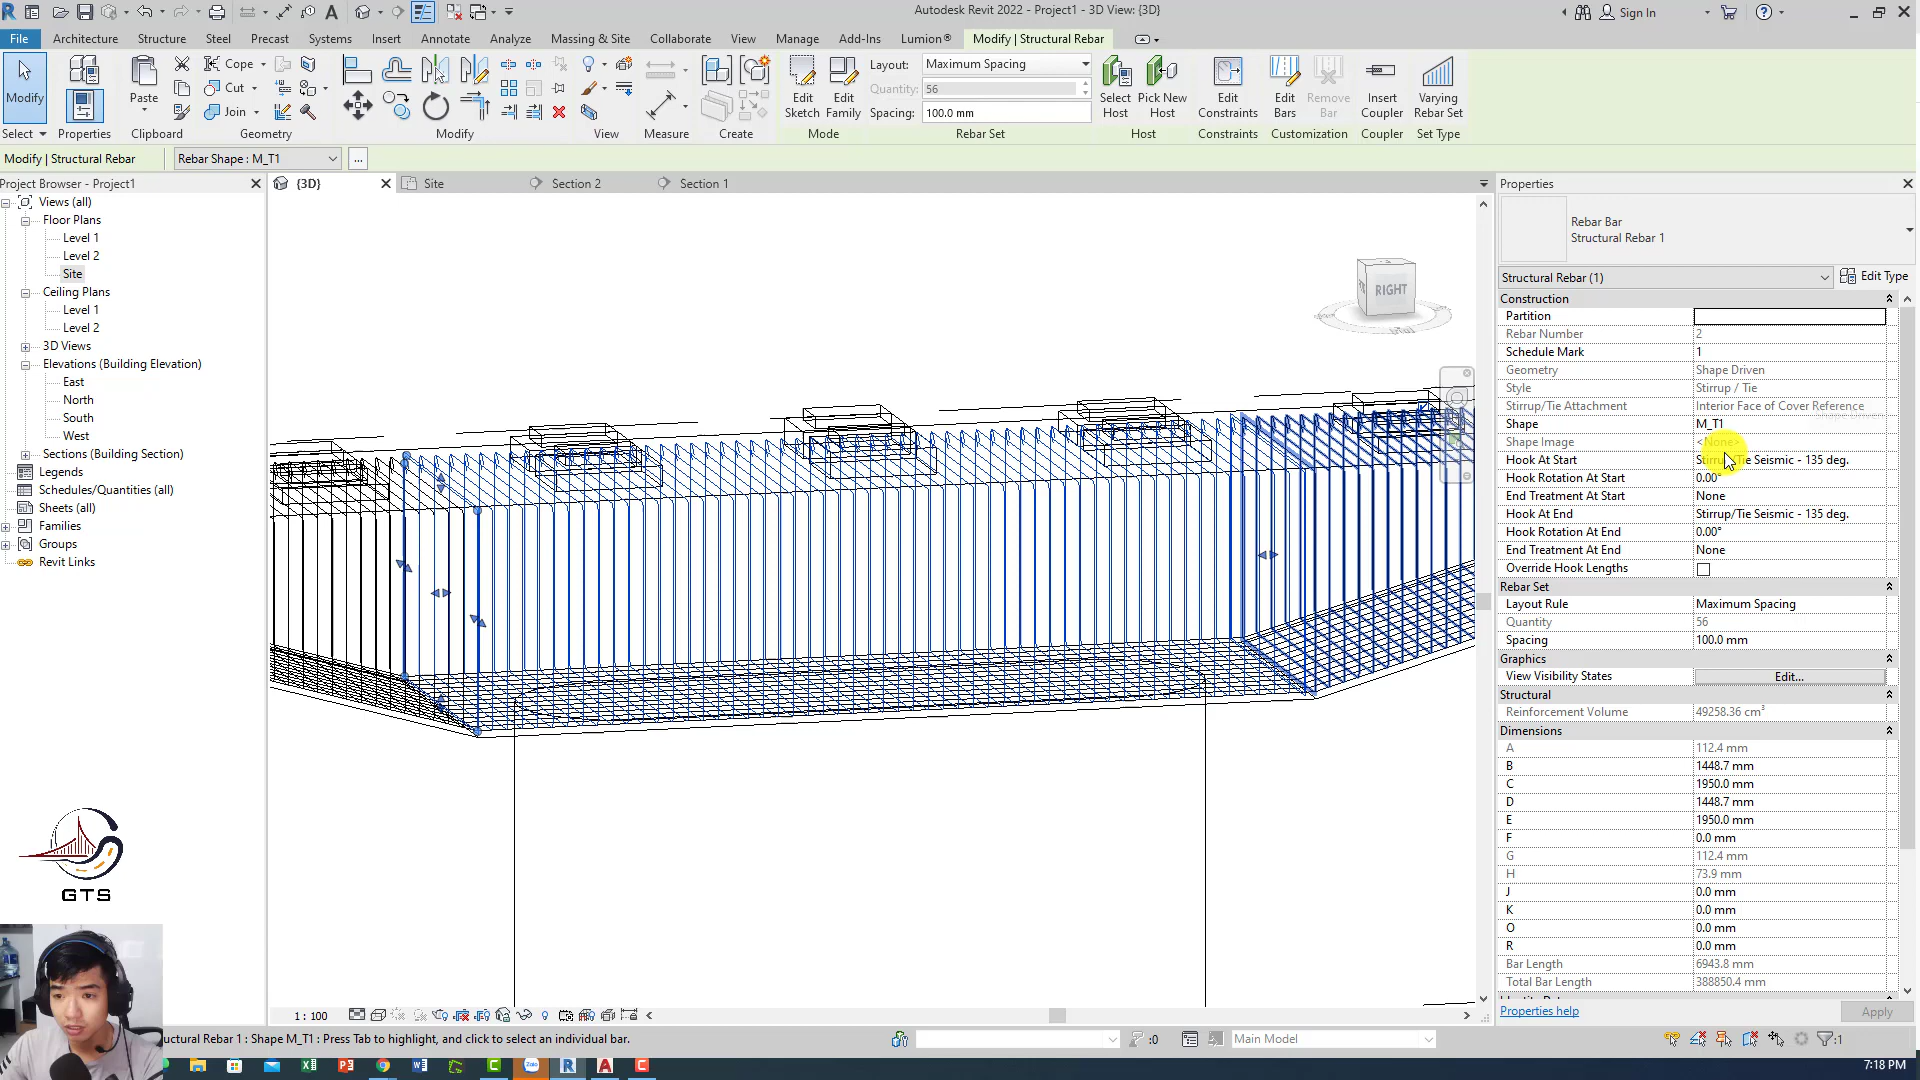 Autodesk Revit 2022 - Project1 - 3D View: {3D}
Sign In
File Architecture Structure Steel Precast Systems Insert Annotate Analyze Massing & Site Collaborate View Manage Add-Ins Lumion® Modify | Structural Rebar
Modify
Select
Properties
Paste
Clipboard
Cope
Cut
Join
Geometry
Modify
View
Measure
Create
Edit Sketch
Edit Family
Mode
Layout: Maximum Spacing
Quantity: 56
Spacing: 100.0 mm
Rebar Set
Select Host
Pick New Host
Host
Edit Constraints
Constraints
Edit Bars
Remove Bar
Customization
Insert Coupler
Coupler
Varying Rebar Set
Set Type
Modify | Structural Rebar
Rebar Shape : M_T1
...
Project Browser - Project1
Views (all)
Floor Plans
Level 1
Level 2
Site
Ceiling Plans
Level 1
Level 2
3D Views
Elevations (Building Elevation)
East
North
South
West
Sections (Building Section)
Legends
Schedules/Quantities (all)
Sheets (all)
Families
Groups
Revit Links
GTS
{3D}
Site
Section 2
Section 1
RIGHT
1 : 100
Properties
Rebar Bar
Structural Rebar 1
Structural Rebar (1)
Edit Type
Construction
Partition
Rebar Number 2
Schedule Mark 1
Geometry Shape Driven
Style Stirrup / Tie
Stirrup/Tie Attachment Interior Face of Cover Reference
Shape M_T1
Shape Image <None>
Hook At Start Stirrup/Tie Seismic - 135 deg.
Hook Rotation At Start 0.00°
End Treatment At Start None
Hook At End Stirrup/Tie Seismic - 135 deg.
Hook Rotation At End 0.00°
End Treatment At End None
Override Hook Lengths
Rebar Set
Layout Rule Maximum Spacing
Quantity 56
Spacing 100.0 mm
Graphics
View Visibility States Edit...
Structural
Reinforcement Volume 49258.36 cm³
Dimensions
A 112.4 mm
B 1448.7 mm
C 1950.0 mm
D 1448.7 mm
E 1950.0 mm
F 0.0 mm
G 112.4 mm
H 73.9 mm
J 0.0 mm
K 0.0 mm
O 0.0 mm
R 0.0 mm
Bar Length 6943.8 mm
Total Bar Length 388850.4 mm
Properties help
Apply
uctural Rebar 1 : Shape M_T1 : Press Tab to highlight, and click to select an individual bar.
:0
Main Model
:1
7:18 PM